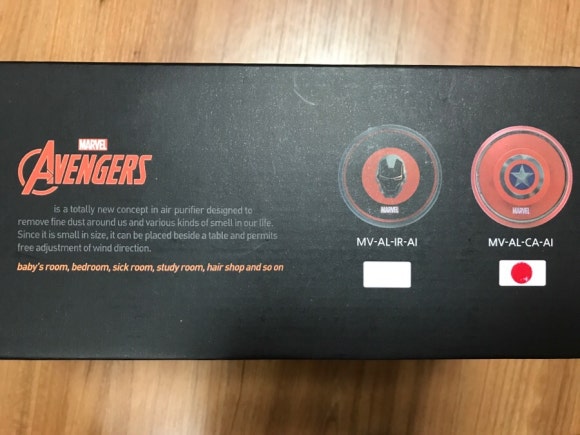 MARVEL
AVENGERS
is a totally new concept in air purifier designed to
remove fine dust around us and various kinds of smell in our life.
Since it is small in size, it can be placed beside a table and permits
free adjustment of wind direction.
baby's room, bedroom, sick room, study room, hair shop and so on
MARVEL
MV-AL-IR-AI
MARVEL
MV-AL-CA-AI